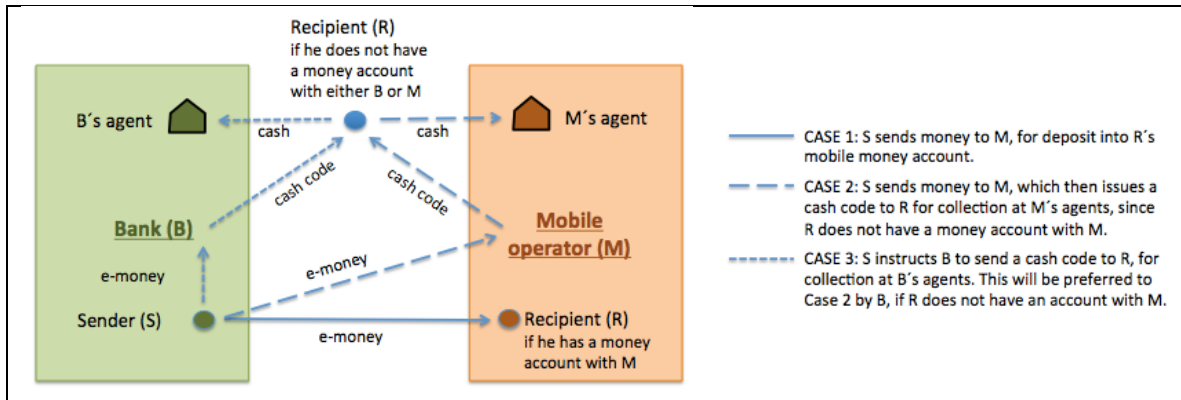 Recipient (R)
if he does not have
a money account
with either B or M
B´s agent
cash
cash
M´s agent
cash code
cash code
Bank (B)
Mobile
operator (M)
e-money
e-money
Sender (S)
e-money
Recipient (R)
if he has a money
account with M
CASE 1: S sends money to M, for deposit into R´s
mobile money account.
CASE 2: S sends money to M, which then issues a
cash code to R for collection at M´s agents, since
R does not have a money account with M.
CASE 3: S instructs B to send a cash code to R, for
collection at B´s agents. This will be preferred to
Case 2 by B, if R does not have an account with M.